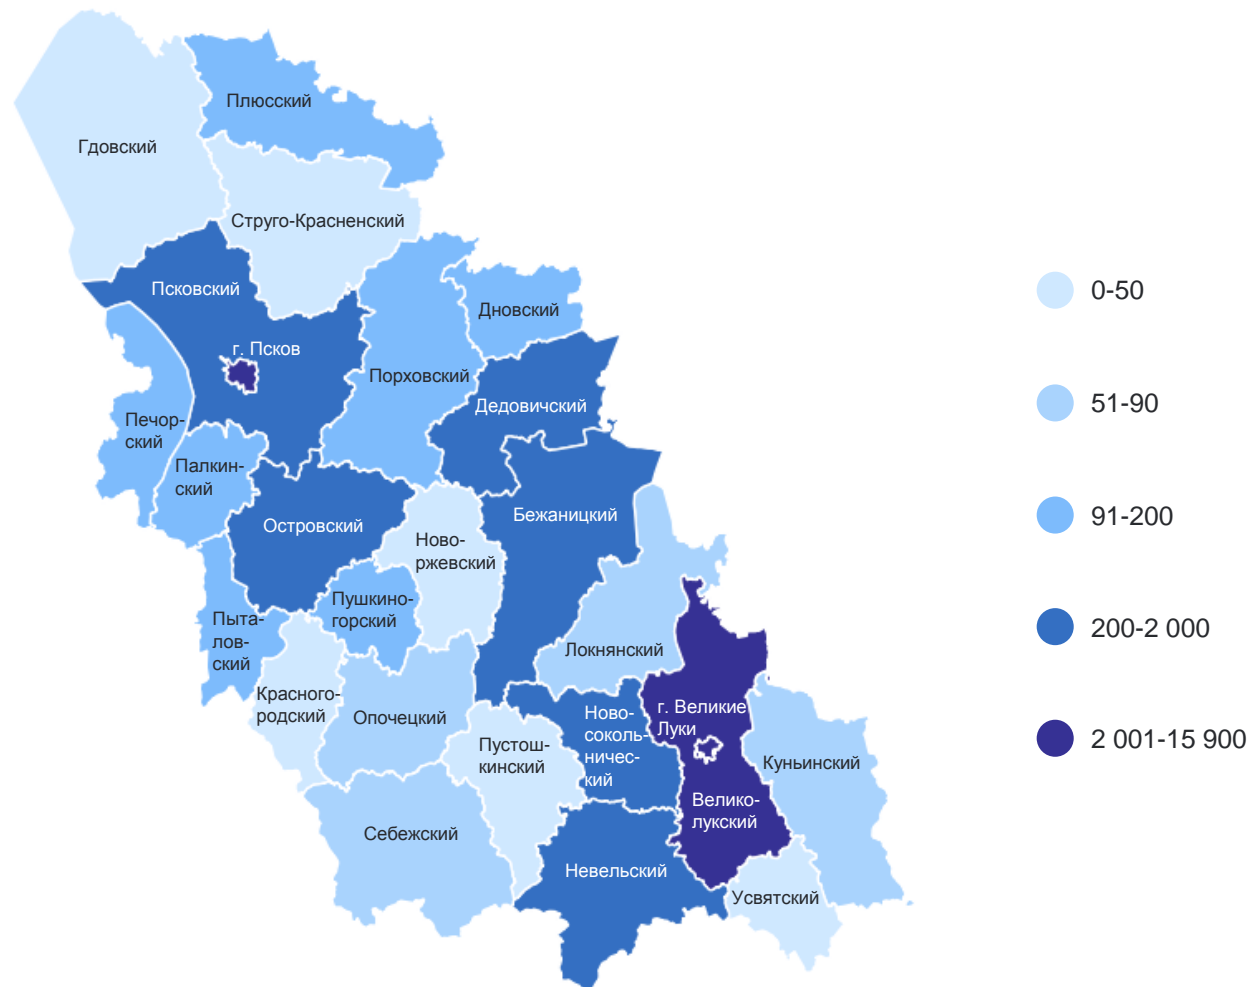 Плюсский
Гдовский
Струго-Красненский
Псковский
Дновский
г. Псков
Порховский
Дедовичский
Печор-
ский
Палкин-
ский
Островский
Бежаницкий
Ново-
ржевский
Пушкино-
горский
Пыта-
лов-
ский
Локнянский
Красного-
родский
Опочецкий
Ново-
соколь-
ничес-
кий
г. Великие
Луки
Пустош-
кинский
Куньинский
Велико-
лукский
Себежский
Невельский
Усвятский
0-50
51-90
91-200
200-2 000
2 001-15 900